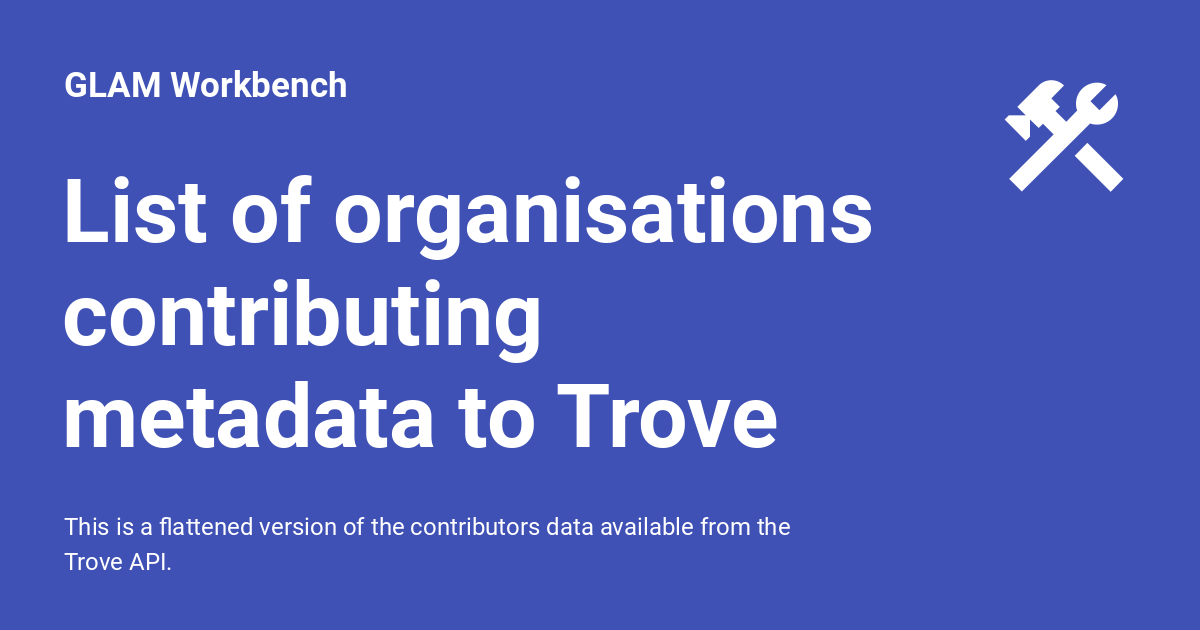 GLAM Workbench
List of organisations
contributing
metadata to Trove
This is a flattened version of the contributors data available from the
Trove API.